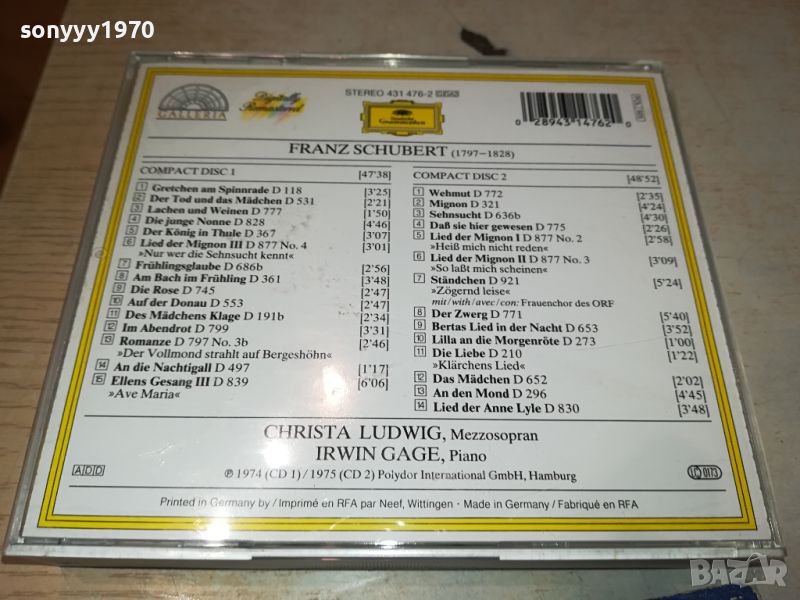 sonyyy1970
GALLERIA
Digitally Remastered
STEREO 431 476-2
Deutsche Grammophon
0 28943 14762 0
FRANZ SCHUBERT (1797–1828)
COMPACT DISC 1 [47'38]
1 Gretchen am Spinnrade D 118 [3'25]
2 Der Tod und das Mädchen D 531 [2'21]
3 Lachen und Weinen D 777 [1'50]
4 Die junge Nonne D 828 [4'46]
5 Der König in Thule D 367 [3'07]
6 Lied der Mignon III D 877 No. 4 [3'01]
»Nur wer die Sehnsucht kennt«
7 Frühlingsglaube D 686b [2'56]
8 Am Bach im Frühling D 361 [3'48]
9 Die Rose D 745 [2'47]
10 Auf der Donau D 553 [2'47]
11 Des Mädchens Klage D 191b [2'34]
12 Im Abendrot D 799 [3'31]
13 Romanze D 797 No. 3b [2'46]
»Der Vollmond strahlt auf Bergeshöhn«
14 An die Nachtigall D 497 [1'17]
15 Ellens Gesang III D 839 [6'06]
»Ave Maria«
COMPACT DISC 2 [48'52]
1 Wehmut D 772 [2'35]
2 Mignon D 321 [4'24]
3 Sehnsucht D 636b [4'30]
4 Daß sie hier gewesen D 775 [2'26]
5 Lied der Mignon I D 877 No. 2 [2'58]
»Heiß mich nicht reden«
6 Lied der Mignon II D 877 No. 3 [3'09]
»So laßt mich scheinen«
7 Ständchen D 921 [5'24]
»Zögernd leise«
mit/with/avec/con: Frauenchor des ORF
8 Der Zwerg D 771 [5'40]
9 Bertas Lied in der Nacht D 653 [3'52]
10 Lilla an die Morgenröte D 273 [1'00]
11 Die Liebe D 210 [1'22]
»Klärchens Lied«
12 Das Mädchen D 652 [2'02]
13 An den Mond D 296 [4'45]
14 Lied der Anne Lyle D 830 [3'48]
CHRISTA LUDWIG, Mezzosopran
IRWIN GAGE, Piano
ADD
℗ 1974 (CD 1) / 1975 (CD 2) Polydor International GmbH, Hamburg
LC 0173
Printed in Germany by / Imprimé en RFA par Neef, Wittingen · Made in Germany / Fabriqué en RFA
BAZAR